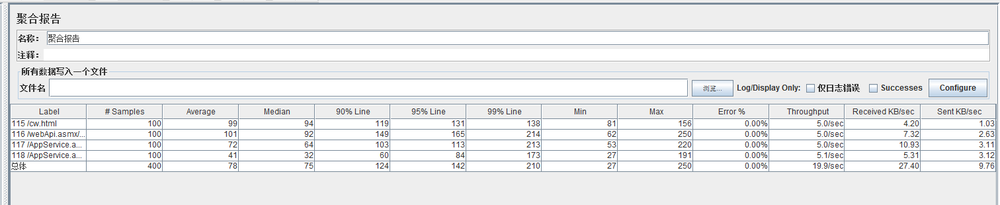 聚合报告
名称： 聚合报告
注释：
所有数据写入一个文件
文件名 浏览... Log/Display Only: 仅日志错误 Successes Configure
Label # Samples Average Median 90% Line 95% Line 99% Line Min Max Error % Throughput Received KB/sec Sent KB/sec
115 /cw.html 100 99 94 119 131 138 81 156 0.00% 5.0/sec 4.20 1.03
116 /webApi.asmx/... 100 101 92 149 165 214 62 250 0.00% 5.0/sec 7.32 2.63
117 /AppService.a... 100 72 64 103 113 213 53 220 0.00% 5.0/sec 10.93 3.11
118 /AppService.a... 100 41 32 60 84 173 27 191 0.00% 5.1/sec 5.31 3.12
总体 400 78 75 124 142 210 27 250 0.00% 19.9/sec 27.40 9.76